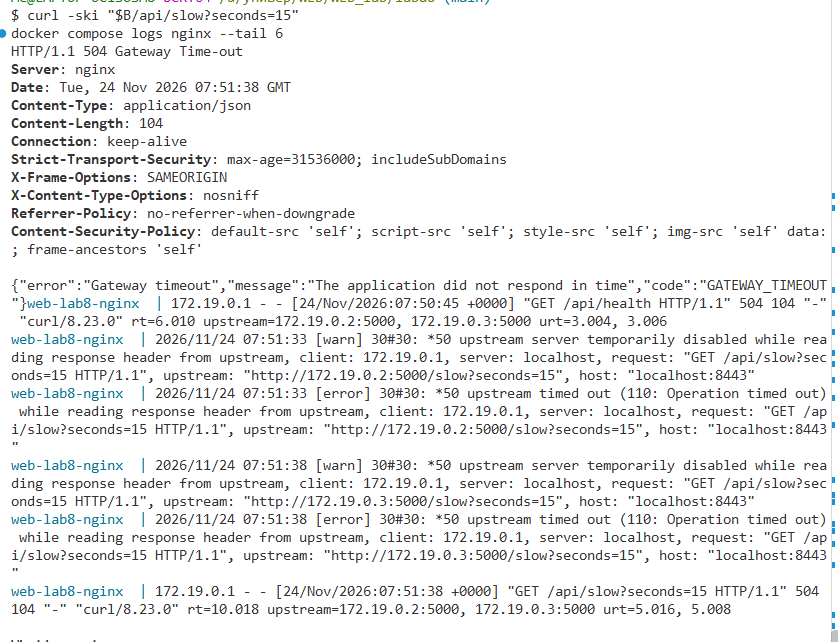 $ curl -ski "$B/api/slow?seconds=15"
docker compose logs nginx --tail 6
HTTP/1.1 504 Gateway Time-out
Server: nginx
Date: Tue, 24 Nov 2026 07:51:38 GMT
Content-Type: application/json
Content-Length: 104
Connection: keep-alive
Strict-Transport-Security: max-age=31536000; includeSubDomains
X-Frame-Options: SAMEORIGIN
X-Content-Type-Options: nosniff
Referrer-Policy: no-referrer-when-downgrade
Content-Security-Policy: default-src 'self'; script-src 'self'; style-src 'self'; img-src 'self' data:
; frame-ancestors 'self'
{"error":"Gateway timeout","message":"The application did not respond in time","code":"GATEWAY_TIMEOUT
"}web-lab8-nginx  | 172.19.0.1 - - [24/Nov/2026:07:50:45 +0000] "GET /api/health HTTP/1.1" 504 104 "-"
"curl/8.23.0" rt=6.010 upstream=172.19.0.2:5000, 172.19.0.3:5000 urt=3.004, 3.006
web-lab8-nginx  | 2026/11/24 07:51:33 [warn] 30#30: *50 upstream server temporarily disabled while rea
ding response header from upstream, client: 172.19.0.1, server: localhost, request: "GET /api/slow?sec
onds=15 HTTP/1.1", upstream: "http://172.19.0.2:5000/slow?seconds=15", host: "localhost:8443"
web-lab8-nginx  | 2026/11/24 07:51:33 [error] 30#30: *50 upstream timed out (110: Operation timed out)
while reading response header from upstream, client: 172.19.0.1, server: localhost, request: "GET /ap
i/slow?seconds=15 HTTP/1.1", upstream: "http://172.19.0.2:5000/slow?seconds=15", host: "localhost:8443
"
web-lab8-nginx  | 2026/11/24 07:51:38 [warn] 30#30: *50 upstream server temporarily disabled while rea
ding response header from upstream, client: 172.19.0.1, server: localhost, request: "GET /api/slow?sec
onds=15 HTTP/1.1", upstream: "http://172.19.0.3:5000/slow?seconds=15", host: "localhost:8443"
web-lab8-nginx  | 2026/11/24 07:51:38 [error] 30#30: *50 upstream timed out (110: Operation timed out)
while reading response header from upstream, client: 172.19.0.1, server: localhost, request: "GET /ap
i/slow?seconds=15 HTTP/1.1", upstream: "http://172.19.0.3:5000/slow?seconds=15", host: "localhost:8443
"
web-lab8-nginx  | 172.19.0.1 - - [24/Nov/2026:07:51:38 +0000] "GET /api/slow?seconds=15 HTTP/1.1" 504
104 "-" "curl/8.23.0" rt=10.018 upstream=172.19.0.2:5000, 172.19.0.3:5000 urt=5.016, 5.008